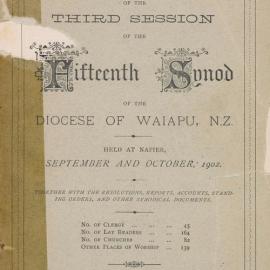 OF THE
THIRD SESSION
OF THE
Fifteenth Synod
OF THE
DIOCESE OF WAIAPU, N.Z.
HELD AT NAPIER,
SEPTEMBER AND OCTOBER, 1902.
TOGETHER WITH THE RESOLUTIONS, REPORTS, ACCOUNTS, STAND-
ING ORDERS, AND OTHER SYNODICAL DOCUMENTS.
No. of Clergy ... ... ... 45
No. of Lay Readers ... ... 164
No. of Churches ... ... 82
Other Places of Worship ... 139